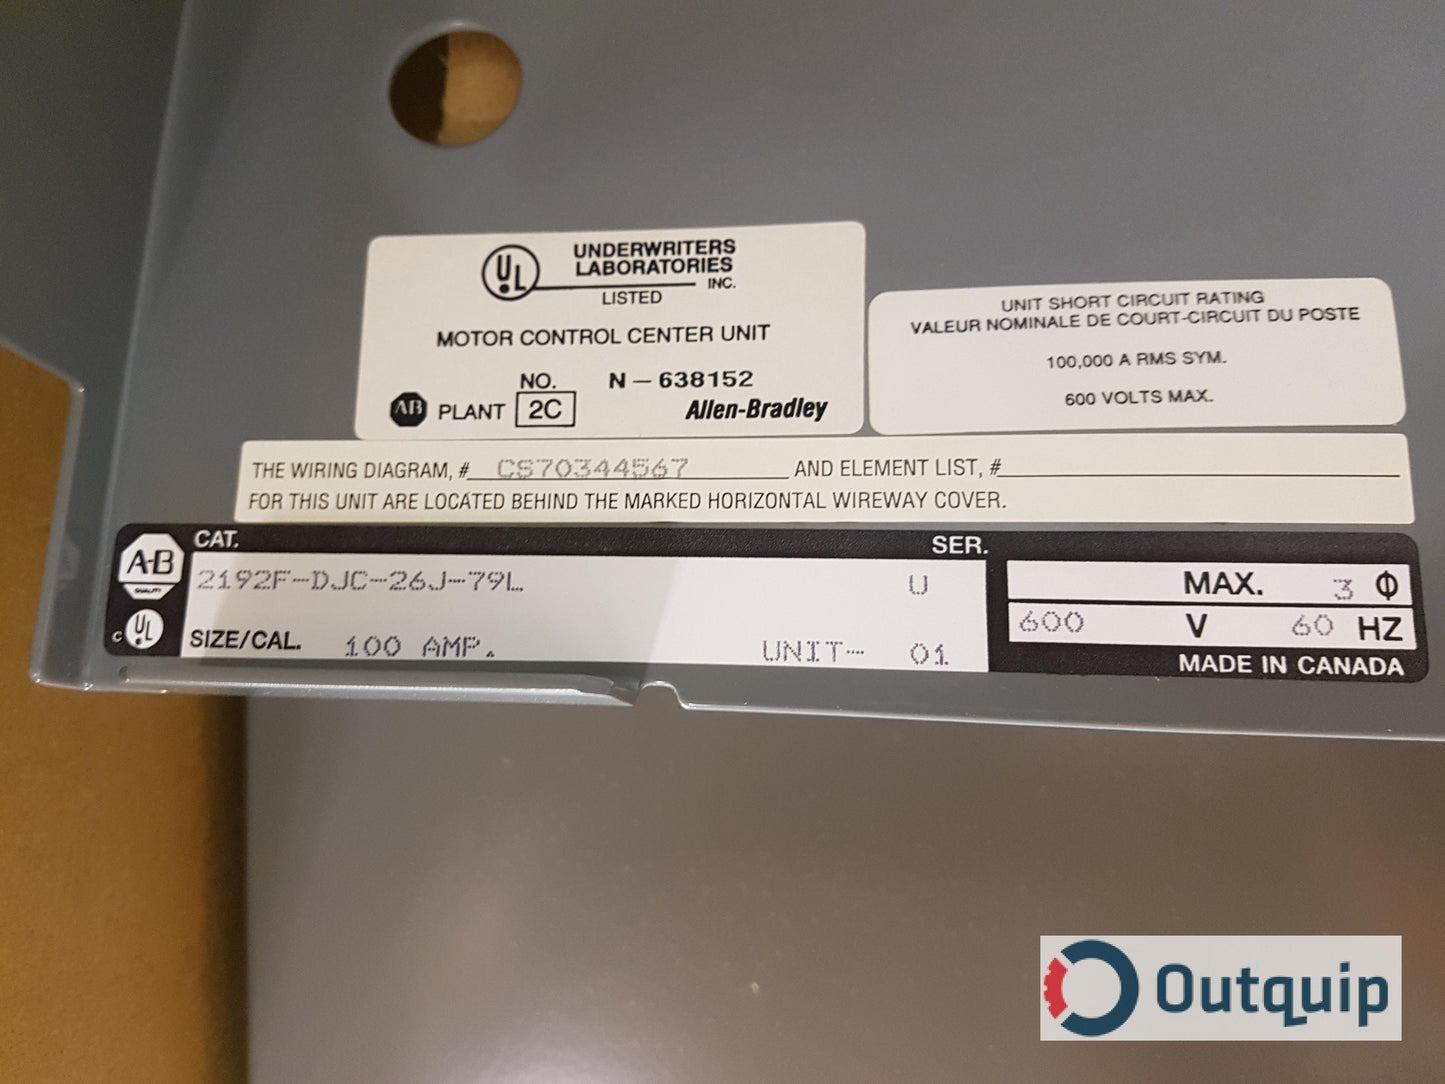 UL
UNDERWRITERS
LABORATORIES
INC.
LISTED
MOTOR CONTROL CENTER UNIT
NO. N – 638152
AB PLANT 2C Allen-Bradley
UNIT SHORT CIRCUIT RATING
VALEUR NOMINALE DE COURT-CIRCUIT DU POSTE
100,000 A RMS SYM.
600 VOLTS MAX.
THE WIRING DIAGRAM, # CS70344567 AND ELEMENT LIST, #
FOR THIS UNIT ARE LOCATED BEHIND THE MARKED HORIZONTAL WIREWAY COVER.
A-B
QUALITY
C UL
CAT. SER.
2192F-DJC-26J-79L U
SIZE/CAL. 100 AMP. UNIT- 01
MAX. 3 Φ
600 V 60 HZ
MADE IN CANADA
Outquip